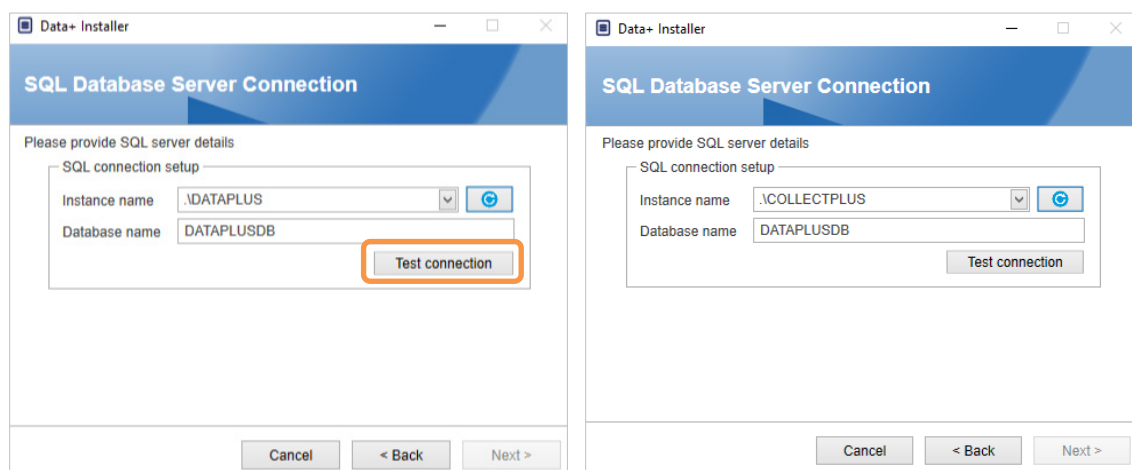 Data+ Installer
SQL Database Server Connection
Please provide SQL server details
SQL connection setup
Instance name .\DATAPLUS
Database name DATAPLUSDB
Test connection
Cancel < Back Next >
Data+ Installer
SQL Database Server Connection
Please provide SQL server details
SQL connection setup
Instance name .\COLLECTPLUS
Database name DATAPLUSDB
Test connection
Cancel < Back Next >